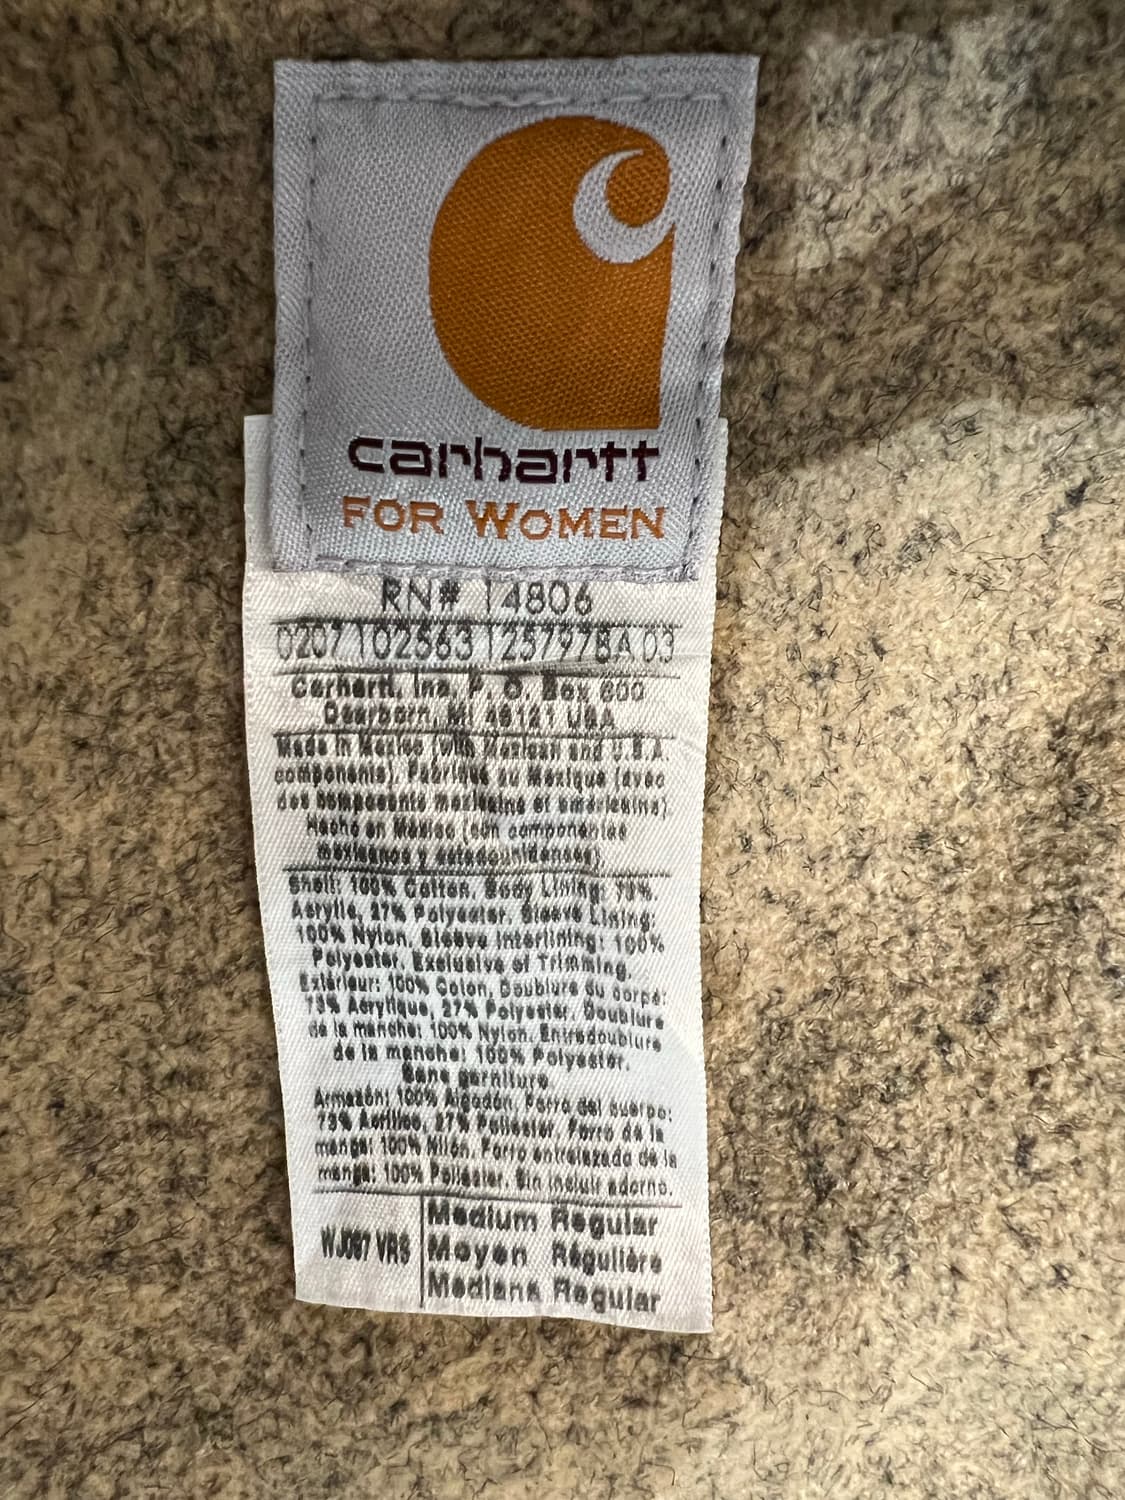 carhartt
FOR WOMEN
RN# 14806
0207102563 1257978A 03
Carhartt, Inc. P. O. Box 600
Dearborn, MI 48121 USA
Made in Mexico (with Mexican and U.S.A.
components). Fabriqué au Mexique (avec
des composants mexicains et américains)
Hecho en México (con componentes
mexicanos y estadounidenses).
Shell: 100% Cotton, Body Lining: 73%
Acrylic, 27% Polyester, Sleeve Lining:
100% Nylon, Sleeve Interlining: 100%
Polyester, Exclusive of Trimming.
Extérieur: 100% Coton, Doublure du corps:
73% Acrylique, 27% Polyester, Doublure
de la manche: 100% Nylon, Entredoublure
de la manche: 100% Polyester,
Sans garniture
Armazón: 100% Algodón, Forro del cuerpo:
73% Acrílico, 27% Poliéster, Forro de la
manga: 100% Nilón, Forro entrelazado de la
manga: 100% Poliéster, Sin incluir adorno.
WJ097 VRS
Medium Regular
Moyen Régulière
Mediana Regular